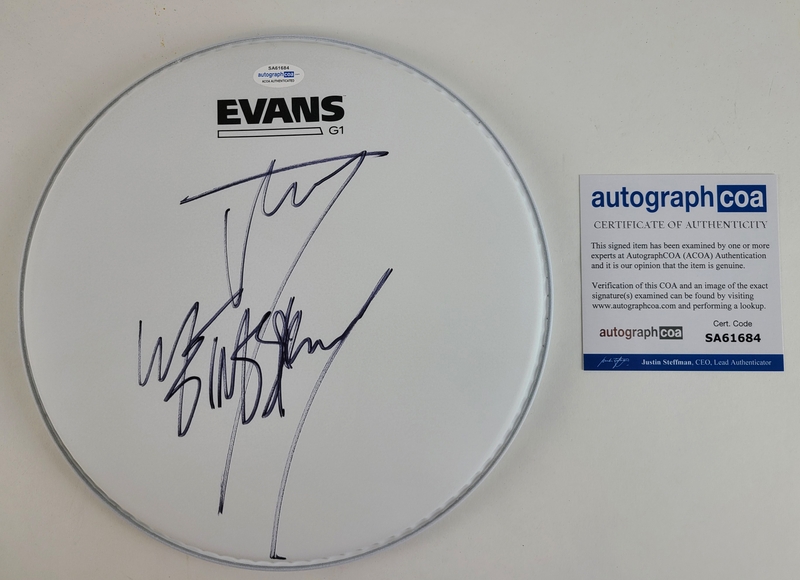 SA61684
autographcoa
ACOA AUTHENTICATED
EVANS
G1
autographcoa
CERTIFICATE OF AUTHENTICITY
This signed item has been examined by one or more
experts at AutographCOA (ACOA) Authentication
and it is our opinion that the item is genuine.
Verification of this COA and an image of the exact
signature(s) examined can be found by visiting
www.autographcoa.com and performing a lookup.
autographcoa
Cert. Code
SA61684
Justin Steffman, CEO, Lead Authenticator